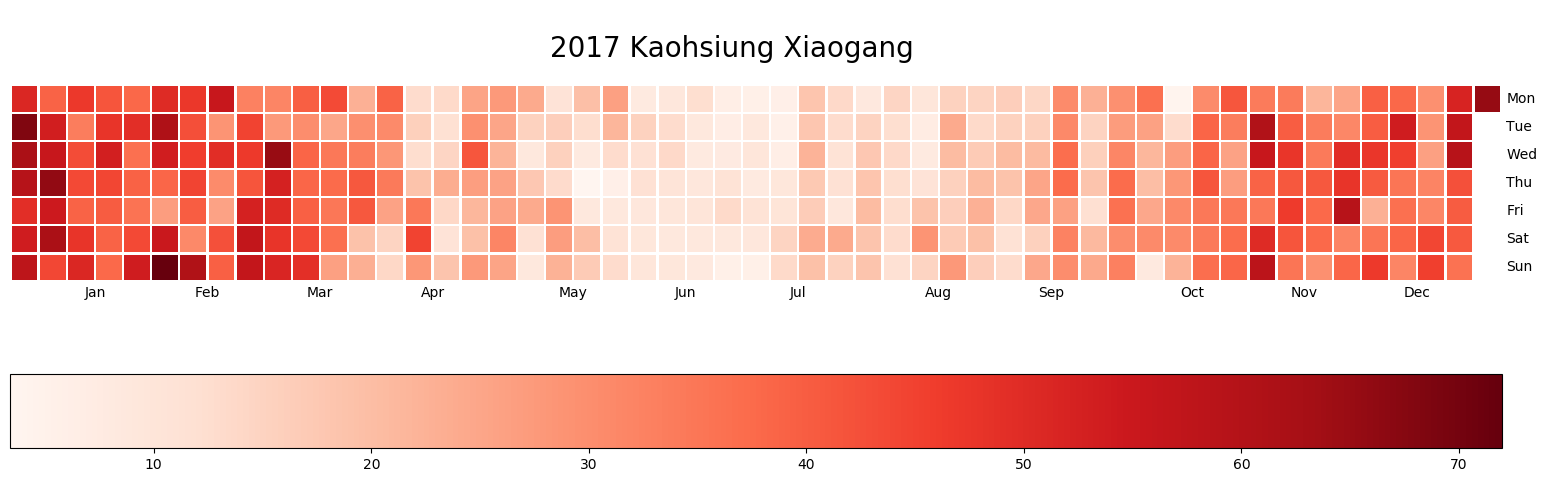 2017 Kaohsiung Xiaogang
Mon
Tue
Wed
Thu
Fri
Sat
Sun
Jan Feb Mar Apr May Jun Jul Aug Sep Oct Nov Dec
10 20 30 40 50 60 70